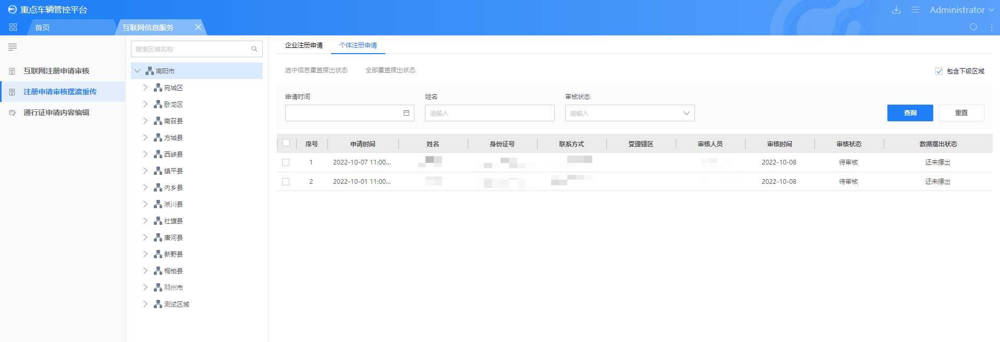 重点车辆管控平台
Administrator
首页
互联网信息服务
互联网注册申请审核
注册申请审核摆渡重传
通行证申请内容编辑
搜索区域名称
南阳市
宛城区
卧龙区
南召县
方城县
西峡县
镇平县
内乡县
淅川县
社旗县
唐河县
新野县
桐柏县
邓州市
测试区域
企业注册申请 个体注册申请
选中信息重置摆出状态 全部重置摆出状态
包含下级区域
申请时间 姓名 审核状态
请输入 请输入 查询 重置
序号 申请时间 姓名 身份证号 联系方式 受理辖区 审核人员 审核时间 审核状态 数据摆出状态
1 2022-10-07 11:00... 2022-10-08 待审核 还未摆出
2 2022-10-01 11:00... 2022-10-08 待审核 还未摆出